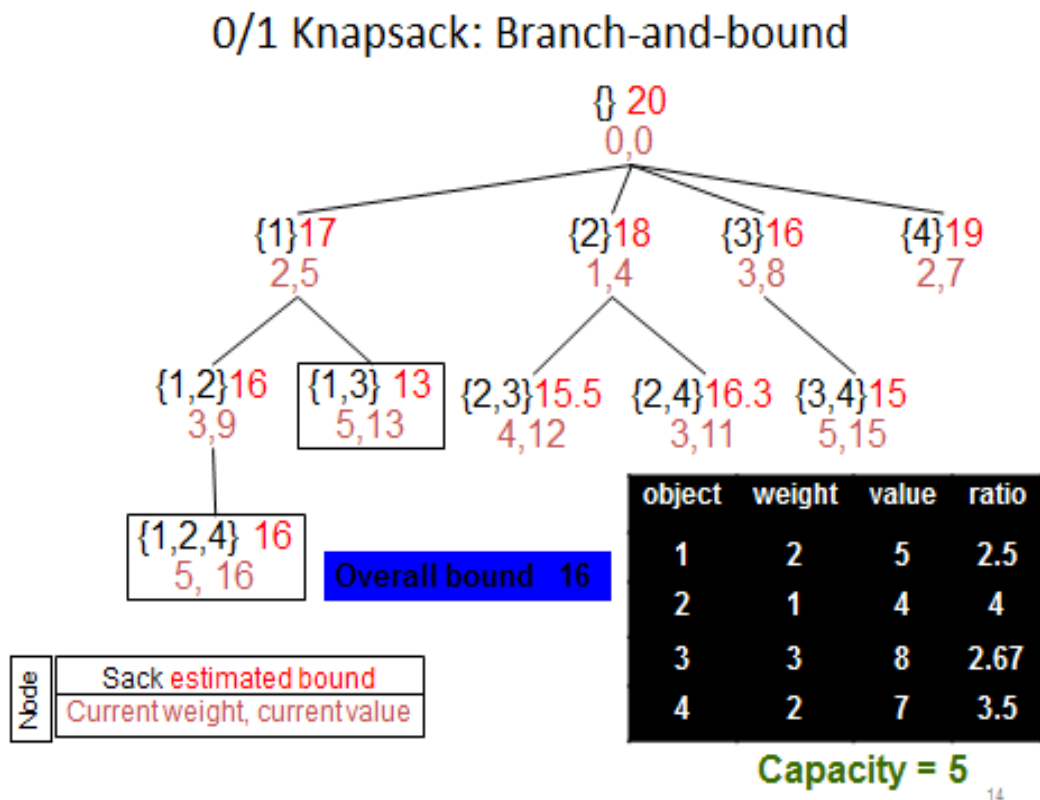 0/1 Knapsack: Branch-and-bound
{} 20
0,0
{1}17 {2}18 {3}16 {4}19
2,5 1,4 3,8 2,7
{1,2}16 {1,3} 13 {2,3}15.5 {2,4}16.3 {3,4}15
3,9 5,13 4,12 3,11 5,15
{1,2,4} 16
5, 16
Overall bound 16
object weight value ratio
1 2 5 2.5
2 1 4 4
3 3 8 2.67
4 2 7 3.5
Node
Sack estimated bound
Current weight, current value
Capacity = 5
14